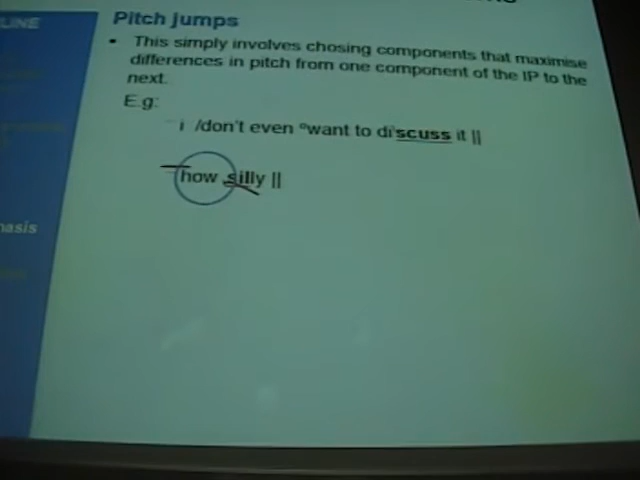 LINE
Pitch jumps
• This simply involves chosing components that maximise
differences in pitch from one component of the IP to the
next.
E.g:
¯i /don't even °want to di'scuss it ||
¯how silly ||